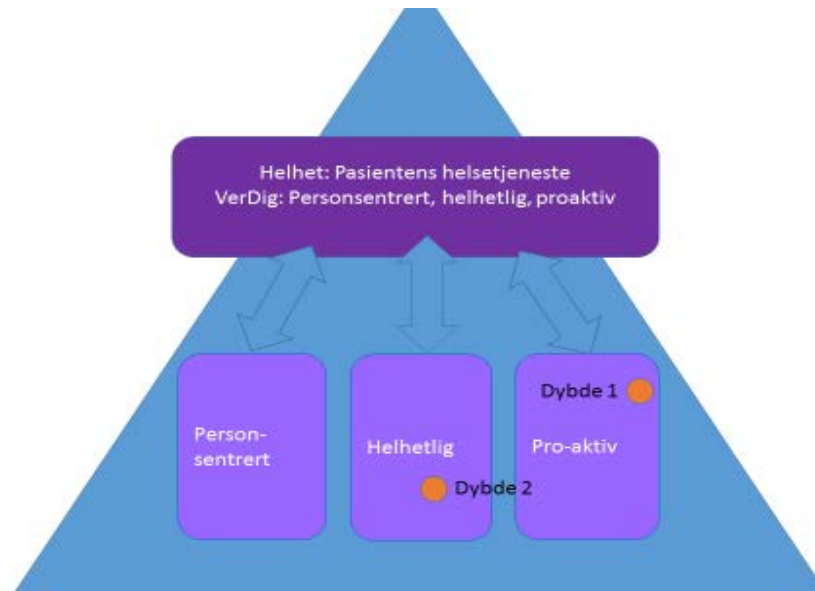 Helhet: Pasientens helsetjeneste
VerDig: Personsentrert, helhetlig, proaktiv
Person-
sentrert
Helhetlig
Dybde 2
Dybde 1
Pro-aktiv